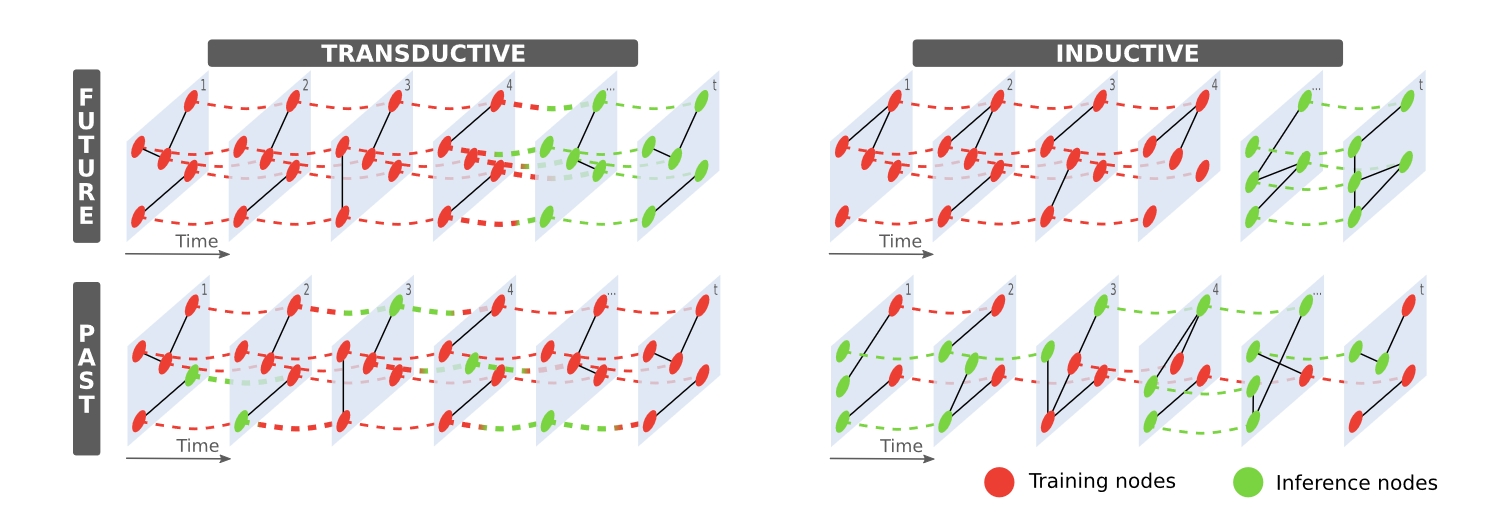 TRANSDUCTIVE
INDUCTIVE
FUTURE
1 2 3 4 ... t
1 2 3 4 ... t
Time
Time
PAST
1 2 3 4 ... t
1 2 3 4 ... t
Time
Time
Training nodes
Inference nodes